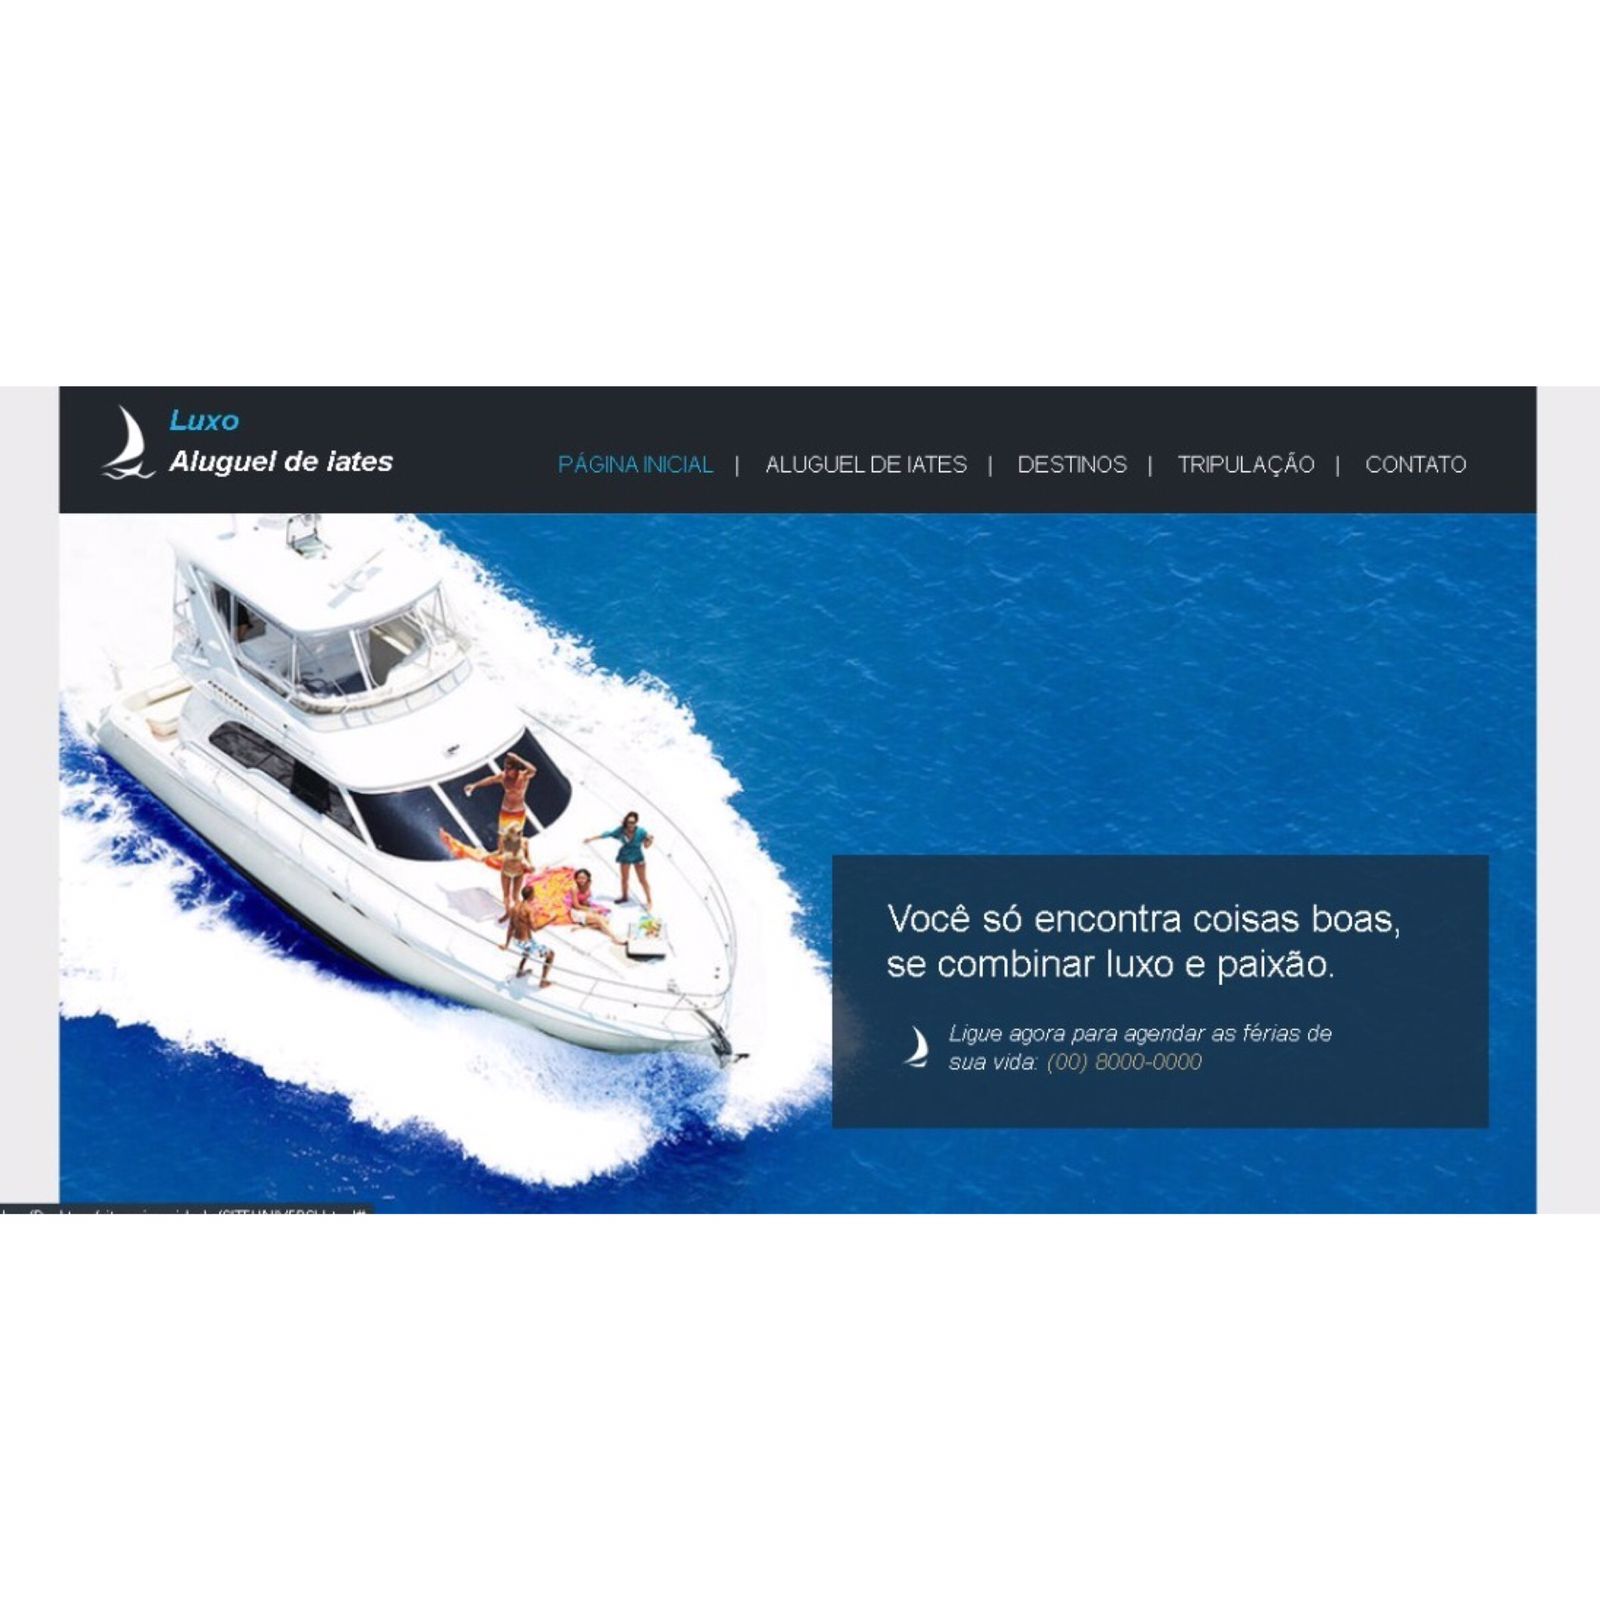 Luxo
Aluguel de iates
PÁGINA INICIAL | ALUGUEL DE IATES | DESTINOS | TRIPULAÇÃO | CONTATO
Você só encontra coisas boas,
se combinar luxo e paixão.
Ligue agora para agendar as férias de
sua vida: (00) 8000-0000